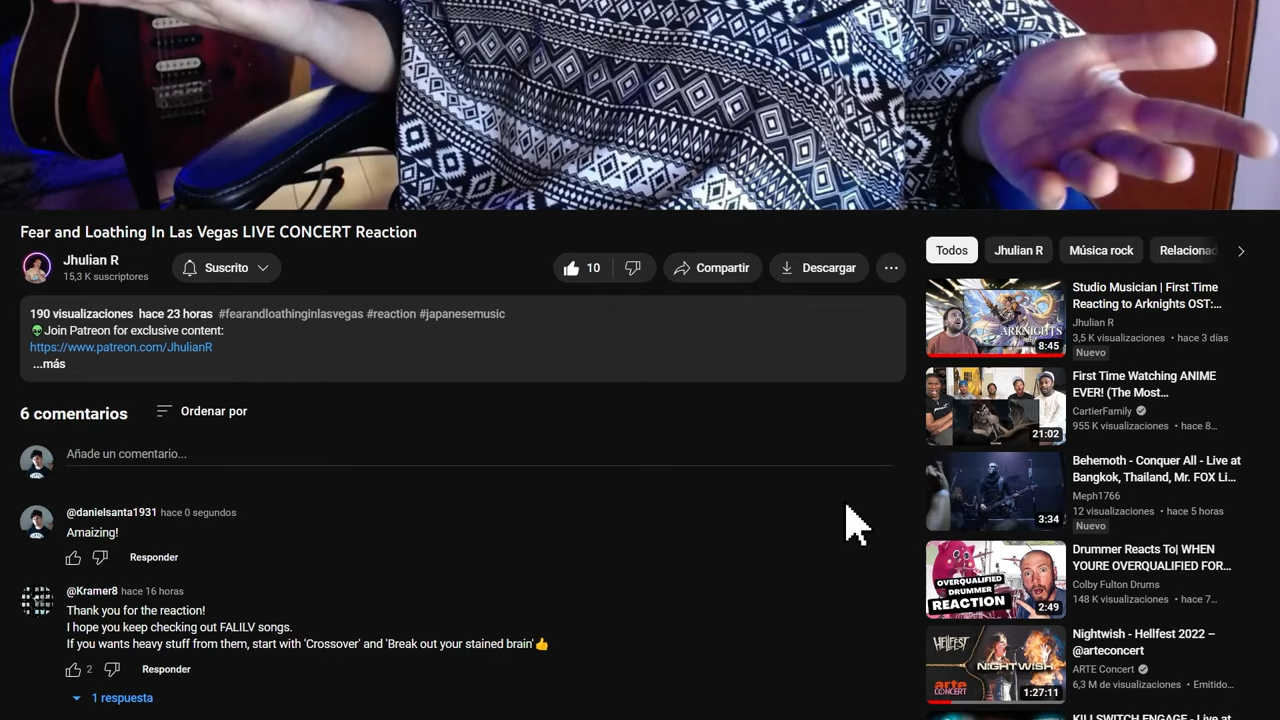 Fear and Loathing In Las Vegas LIVE CONCERT Reaction
Jhulian R
15,3 K suscriptores
Suscrito
10
Compartir
Descargar
190 visualizaciones hace 23 horas #fearandloathinginlasvegas #reaction #japanesemusic
👽Join Patreon for exclusive content:
https://www.patreon.com/JhulianR
...más
6 comentarios
Ordenar por
Añade un comentario...
@danielsanta1931 hace 0 segundos
Amaizing!
Responder
@Kramer8 hace 16 horas
Thank you for the reaction!
I hope you keep checking out FALILV songs.
If you wants heavy stuff from them, start with 'Crossover' and 'Break out your stained brain'👍
2
Responder
1 respuesta
Todos
Jhulian R
Música rock
Relacionad
ARKNIGHTS
8:45
Studio Musician | First Time
Reacting to Arknights OST:...
Jhulian R
3,5 K visualizaciones • hace 3 días
Nuevo
21:02
First Time Watching ANIME
EVER! (The Most...
CartierFamily
955 K visualizaciones • hace 8...
3:34
Behemoth - Conquer All - Live at
Bangkok, Thailand, Mr. FOX Li...
Meph1766
12 visualizaciones • hace 5 horas
Nuevo
OVERQUALIFIED
DRUMMER
REACTION
2:49
Drummer Reacts To| WHEN
YOURE OVERQUALIFIED FOR...
Colby Fulton Drums
148 K visualizaciones • hace 7...
HELLFEST
NIGHTWISH
arte
CONCERT
1:27:11
Nightwish - Hellfest 2022 –
@arteconcert
ARTE Concert
6,3 M de visualizaciones • Emitido...
KILLSWITCH ENGAGE - Live at